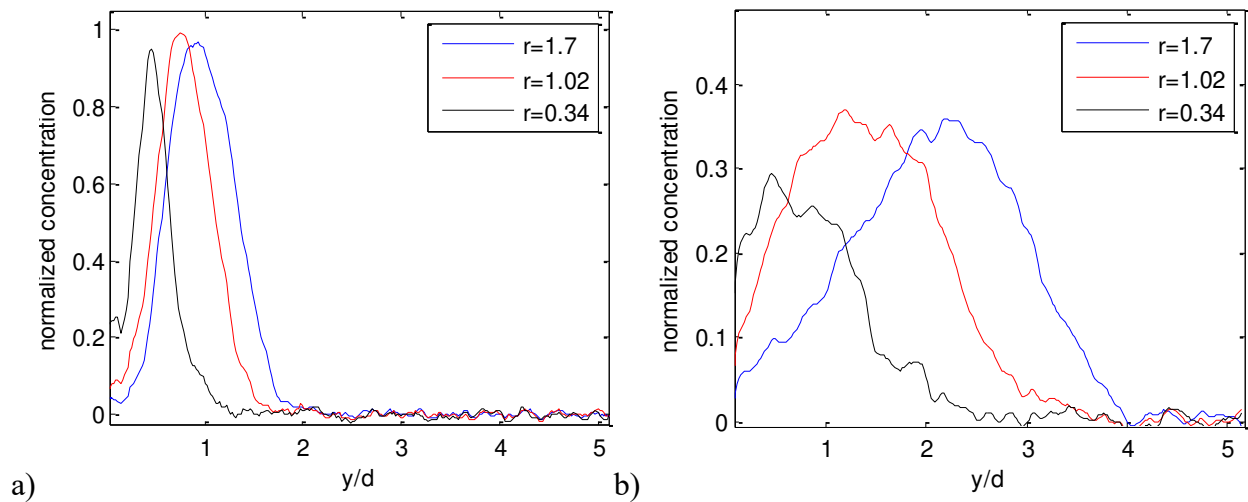 1
0.8
0.6
0.4
0.2
0
normalized concentration
1
2
3
4
5
y/d
r=1.7
r=1.02
r=0.34
a)
0.4
0.3
0.2
0.1
0
normalized concentration
1
2
3
4
5
y/d
r=1.7
r=1.02
r=0.34
b)